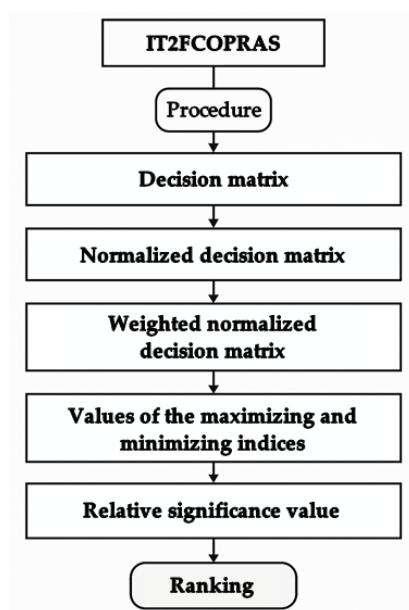 IT2FCOPRAS
Procedure
Decision matrix
Normalized decision matrix
Weighted normalized
decision matrix
Values of the maximizing and
minimizing indices
Relative significance value
Ranking